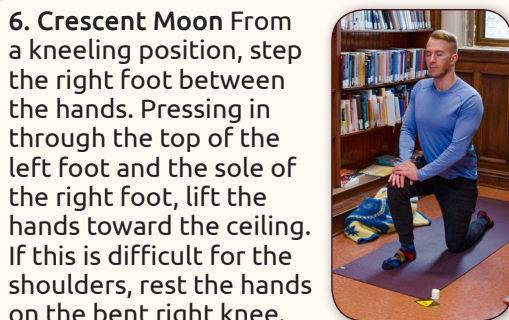 6. Crescent Moon From
a kneeling position, step
the right foot between
the hands. Pressing in
through the top of the
left foot and the sole of
the right foot, lift the
hands toward the ceiling.
If this is difficult for the
shoulders, rest the hands
on the bent right knee.